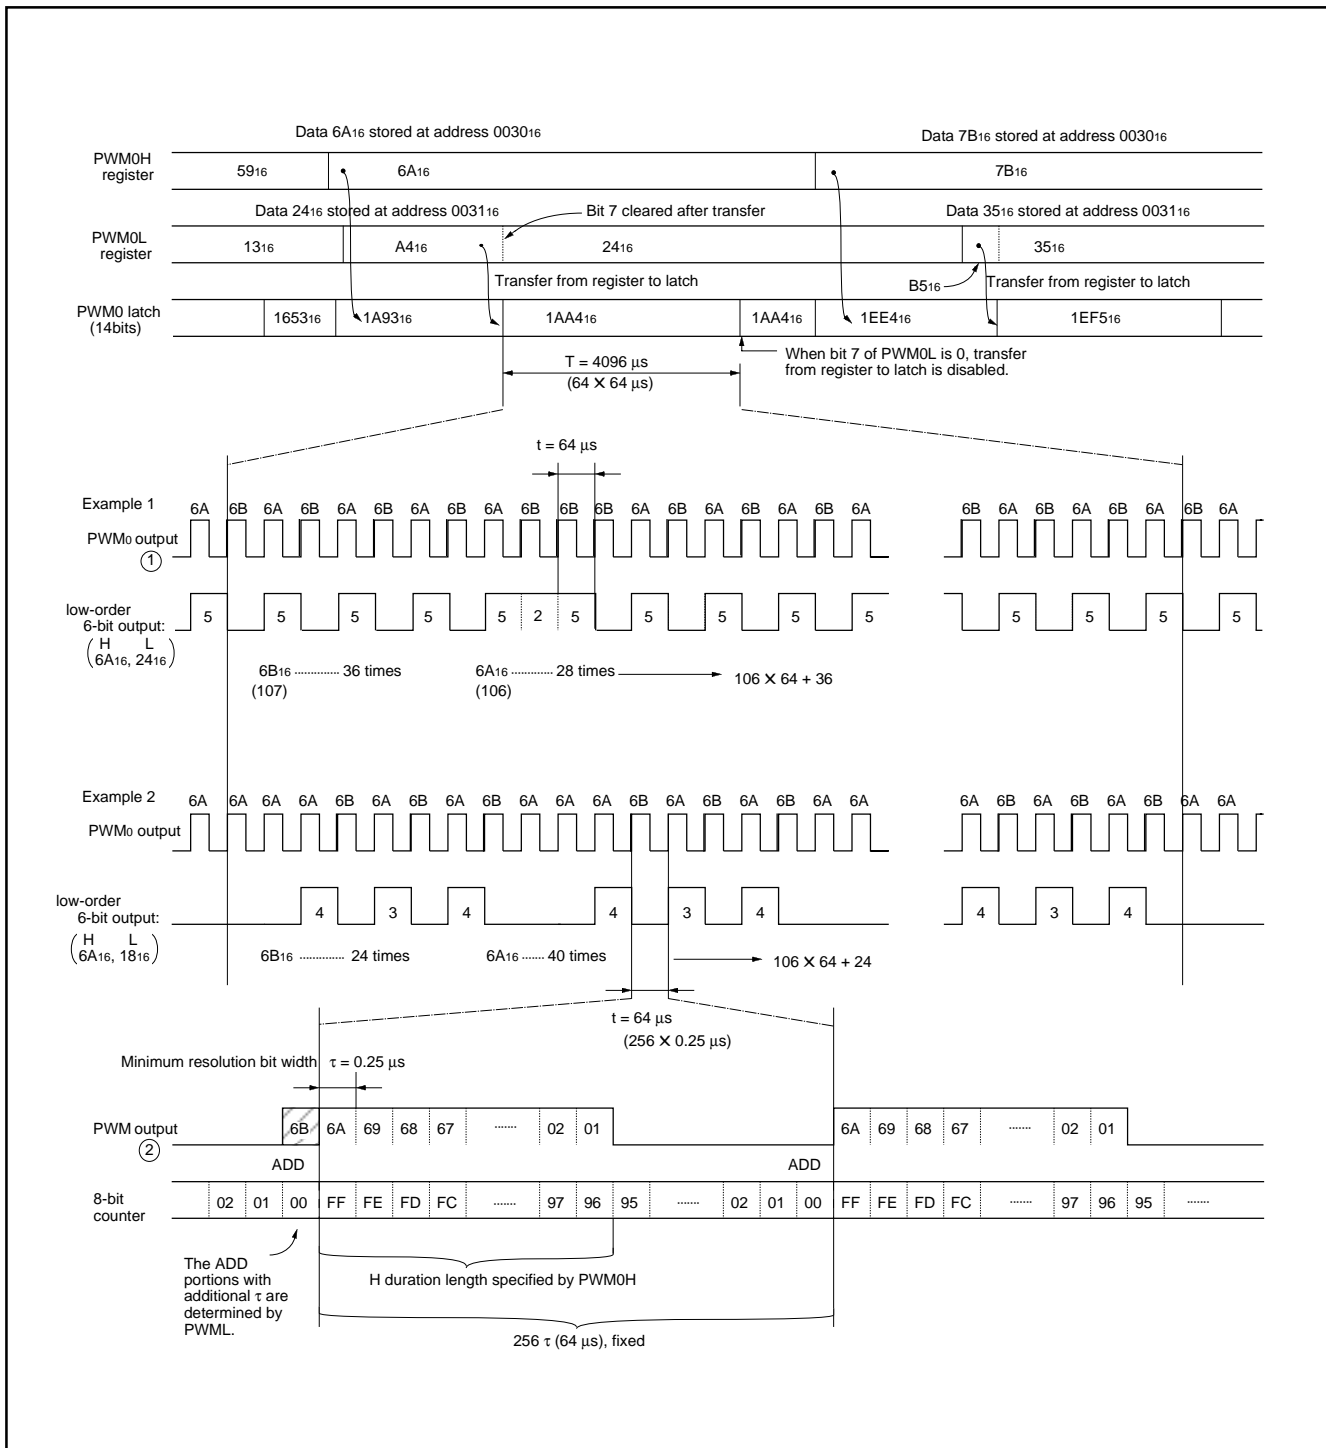 Data 6A16 stored at address 003016
Data 7B16 stored at address 003016
PWM0H
register
5916
6A16
7B16
Data 2416 stored at address 003116
Bit 7 cleared after transfer
Data 3516 stored at address 003116
PWM0L
register
1316
A416
2416
3516
Transfer from register to latch
B516
Transfer from register to latch
PWM0 latch
(14bits)
165316
1A9316
1AA416
1AA416
1EE416
1EF516
When bit 7 of PWM0L is 0, transfer
from register to latch is disabled.
T = 4096 μs
(64 × 64 μs)
t = 64 μs
Example 1
6A 6B 6A 6B 6A 6B 6A 6B 6A 6B 6B 6B 6A 6B 6A 6B 6A 6B 6A 6B 6A 6B 6A 6B 6A 6B 6A
PWM0 output
①
low-order
6-bit output:
5 5 5 5 5 2 5 5 5 5 5 5 5 5 5
H L
6A16, 2416
6B16 ............. 36 times
(107)
6A16 ............. 28 times
(106)
106 × 64 + 36
Example 2
6A 6A 6A 6A 6B 6A 6B 6A 6B 6A 6A 6A 6B 6A 6B 6A 6B 6A 6A 6A 6B 6A 6B 6A 6B 6A 6A
PWM0 output
low-order
6-bit output:
4 3 4 4 3 4 4 3 4
H L
6A16, 1816
6B16 ............. 24 times
6A16 ....... 40 times
106 × 64 + 24
t = 64 μs
(256 × 0.25 μs)
Minimum resolution bit width τ = 0.25 μs
PWM output
②
6B 6A 69 68 67 ······· 02 01 6A 69 68 67 ······· 02 01
ADD
ADD
8-bit
counter
02 01 00 FF FE FD FC ······· 97 96 95 ······· 02 01 00 FF FE FD FC ······· 97 96 95 ·······
The ADD
portions with
additional τ are
determined by
PWML.
H duration length specified by PWM0H
256 τ (64 μs), fixed